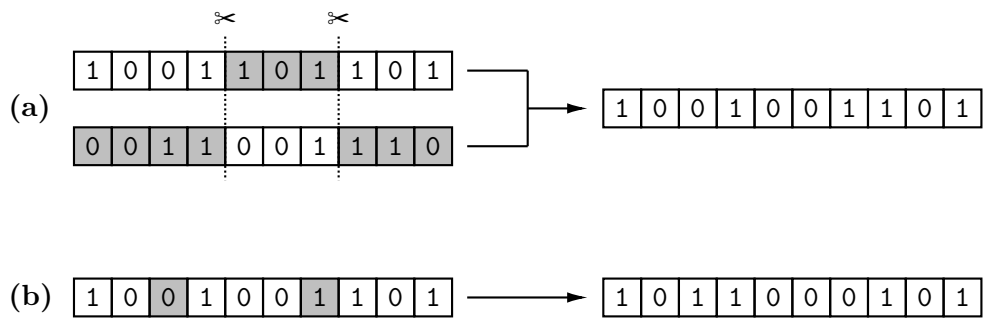 1 0 0 1 1 0 1 1 0 1
(a)
1 0 0 1 0 0 1 1 0 1
0 0 1 1 0 0 1 1 1 0
(b)
1 0 0 1 0 0 1 1 0 1
1 0 1 1 0 0 0 1 0 1